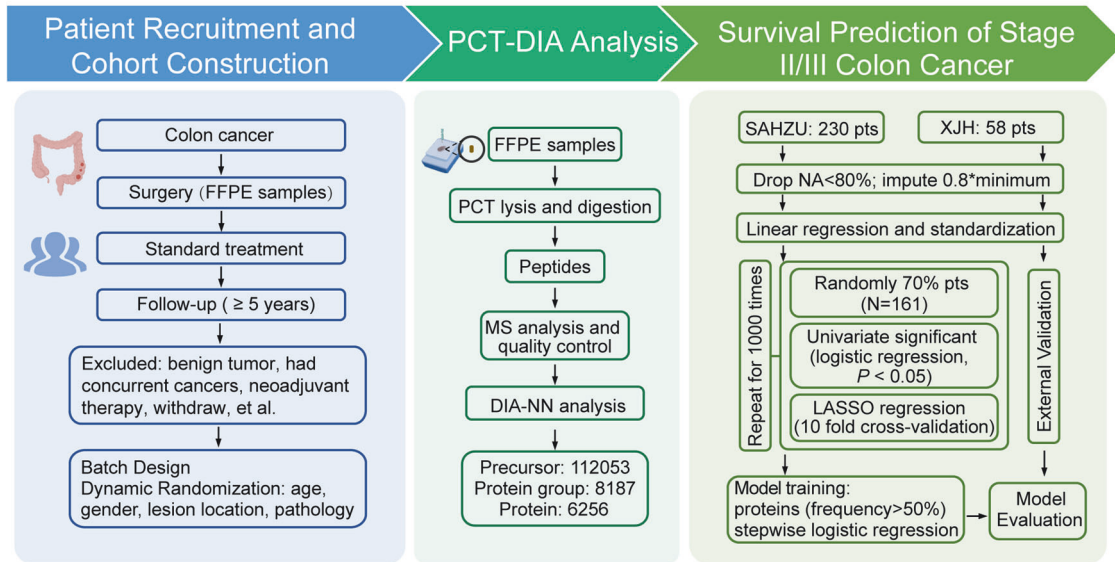 Patient Recruitment and
Cohort Construction
Colon cancer
Surgery (FFPE samples)
Standard treatment
Follow-up ( ≥ 5 years)
Excluded: benign tumor, had
concurrent cancers, neoadjuvant
therapy, withdraw, et al.
Batch Design
Dynamic Randomization: age,
gender, lesion location, pathology
PCT-DIA Analysis
FFPE samples
PCT lysis and digestion
Peptides
MS analysis and
quality control
DIA-NN analysis
Precursor: 112053
Protein group: 8187
Protein: 6256
Survival Prediction of Stage
II/III Colon Cancer
SAHZU: 230 pts
XJH: 58 pts
Drop NA<80%; impute 0.8*minimum
Linear regression and standardization
Repeat for 1000 times
Randomly 70% pts
(N=161)
Univariate significant
(logistic regression,
P < 0.05)
LASSO regression
(10 fold cross-validation)
External Validation
Model training:
proteins (frequency>50%)
stepwise logistic regression
Model
Evaluation